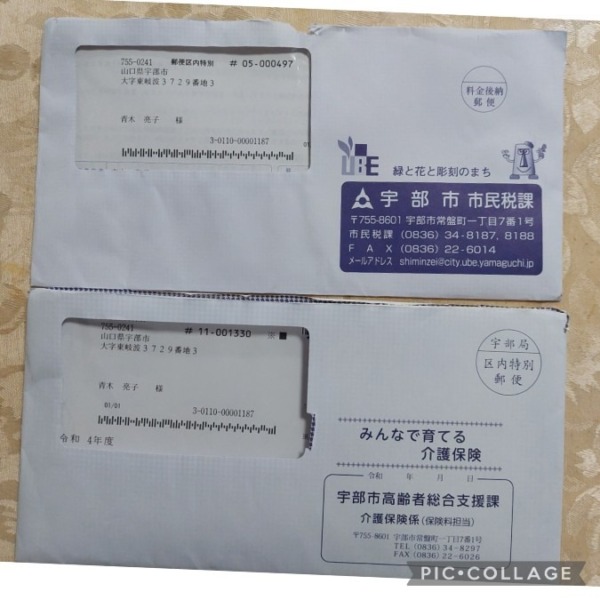 755-0241 郵便区内特別 # 05-000497
山口県宇部市
大字東岐波3729番地3
青木 亮子 様
3-0110-00001187
料金後納
郵便
UBE 緑と花と彫刻のまち
宇部市 市民税課
〒755-8601 宇部市常盤町一丁目7番1号
市民税課 (0836) 34-8187, 8188
FAX (0836) 22-6014
メールアドレス shiminzei@city.ube.yamaguchi.jp
755-0241 # 11-001330
山口県宇部市
大字東岐波3729番地3
青木 亮子 様
01/01
3-0110-00001187
令和 4年度
宇部局
区内特別
郵便
みんなで育てる
介護保険
令和 年 月 日
宇部市高齢者総合支援課
介護保険係(保険料担当)
〒755-8601 宇部市常盤町一丁目7番1号
TEL (0836) 34-8297
FAX (0836) 22-6026
PIC•COLLAGE